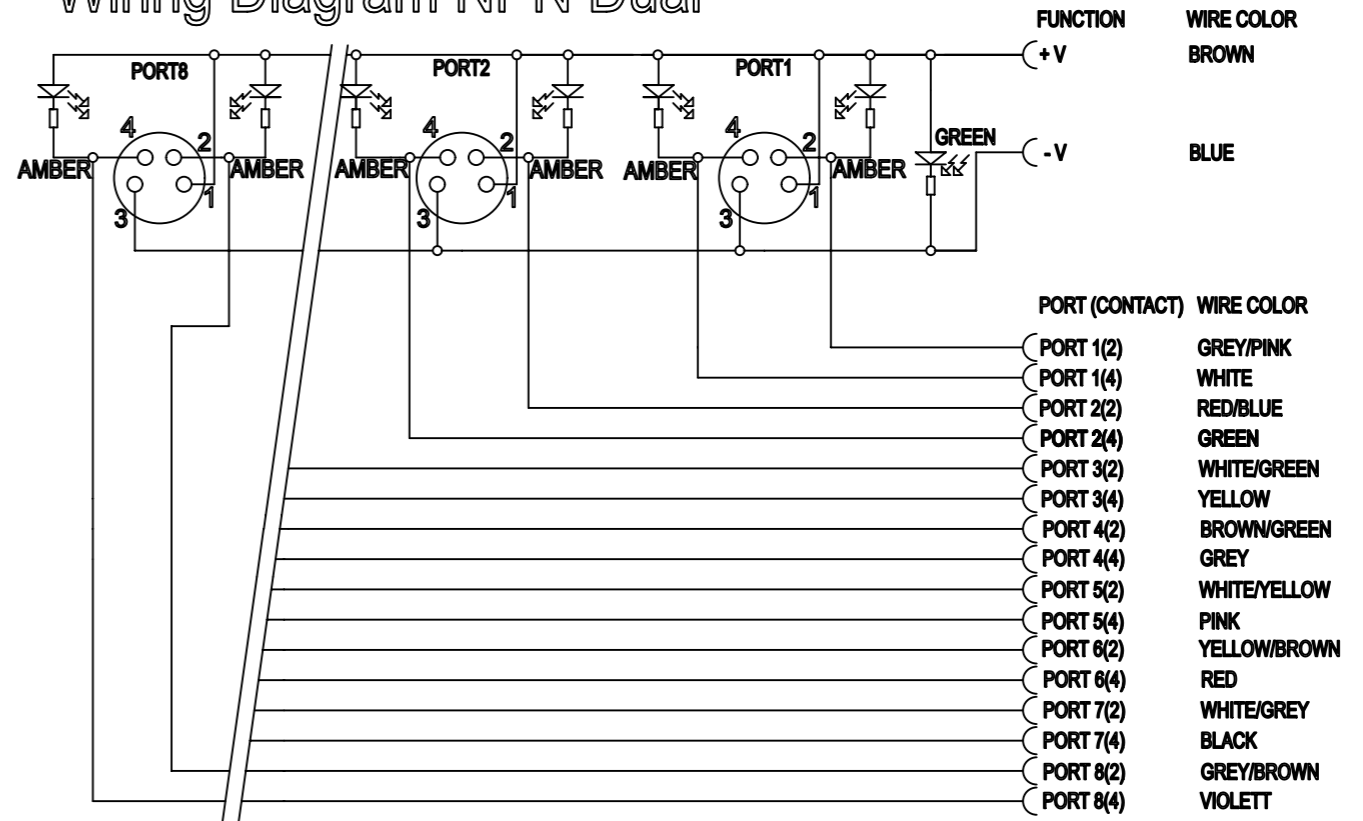 Wiring Diagram NPN Dual
FUNCTION WIRE COLOR
+ V BROWN
PORT8 PORT2 PORT1
4 2 4 2 4 2 GREEN
- V BLUE
AMBER AMBER AMBER AMBER AMBER AMBER
1 1 1
3 3 3
PORT (CONTACT) WIRE COLOR
PORT 1(2) GREY/PINK
PORT 1(4) WHITE
PORT 2(2) RED/BLUE
PORT 2(4) GREEN
PORT 3(2) WHITE/GREEN
PORT 3(4) YELLOW
PORT 4(2) BROWN/GREEN
PORT 4(4) GREY
PORT 5(2) WHITE/YELLOW
PORT 5(4) PINK
PORT 6(2) YELLOW/BROWN
PORT 6(4) RED
PORT 7(2) WHITE/GREY
PORT 7(4) BLACK
PORT 8(2) GREY/BROWN
PORT 8(4) VIOLETT